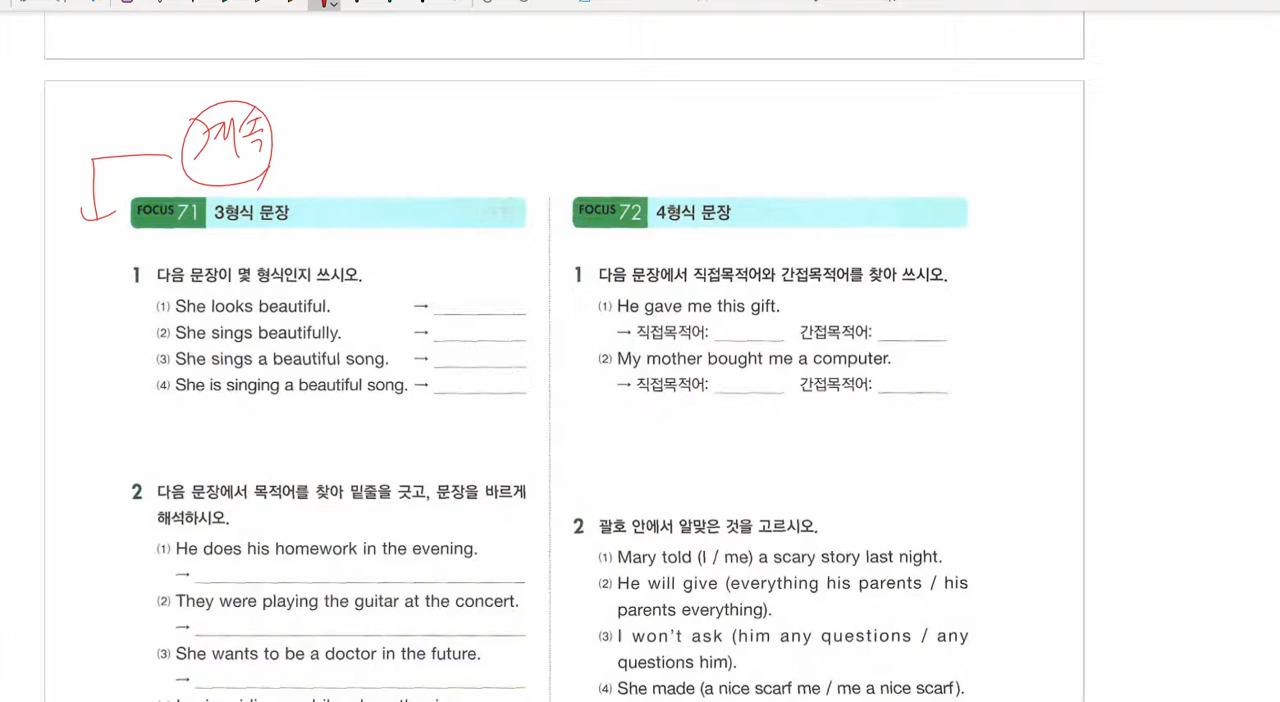 계속
FOCUS 71 3형식 문장
1 다음 문장이 몇 형식인지 쓰시오.
(1) She looks beautiful. →
(2) She sings beautifully. →
(3) She sings a beautiful song. →
(4) She is singing a beautiful song. →
2 다음 문장에서 목적어를 찾아 밑줄을 긋고, 문장을 바르게
해석하시오.
(1) He does his homework in the evening.
→
(2) They were playing the guitar at the concert.
→
(3) She wants to be a doctor in the future.
→
FOCUS 72 4형식 문장
1 다음 문장에서 직접목적어와 간접목적어를 찾아 쓰시오.
(1) He gave me this gift.
→ 직접목적어: 간접목적어:
(2) My mother bought me a computer.
→ 직접목적어: 간접목적어:
2 괄호 안에서 알맞은 것을 고르시오.
(1) Mary told (I / me) a scary story last night.
(2) He will give (everything his parents / his
parents everything).
(3) I won't ask (him any questions / any
questions him).
(4) She made (a nice scarf me / me a nice scarf).